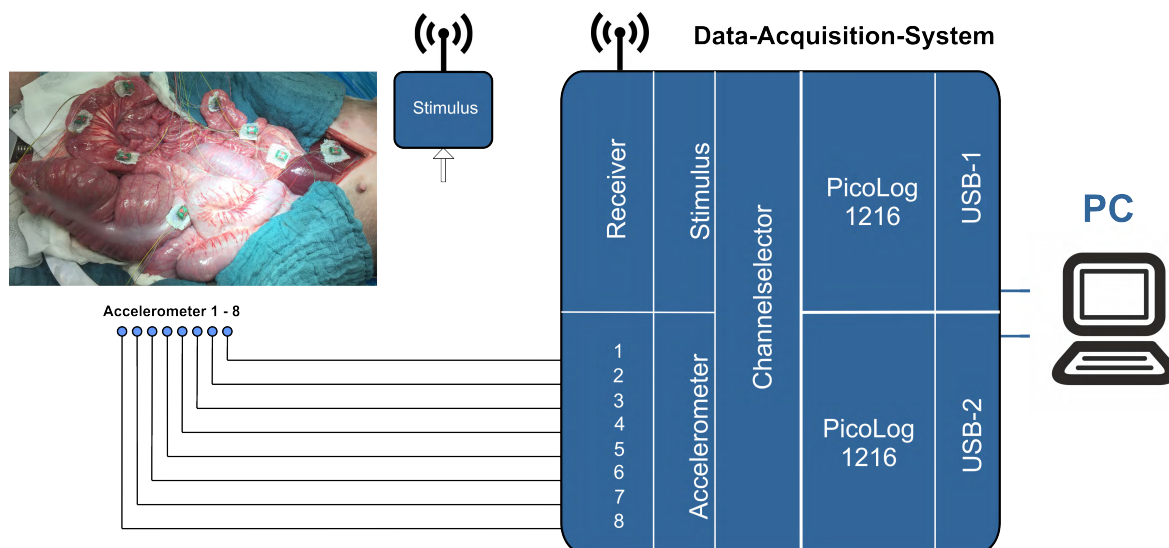 Data-Acquisition-System
Stimulus
Receiver
Stimulus
Channelselector
PicoLog
1216
USB-1
PC
Accelerometer 1 - 8
1
2
3
4
5
6
7
8
Accelerometer
PicoLog
1216
USB-2